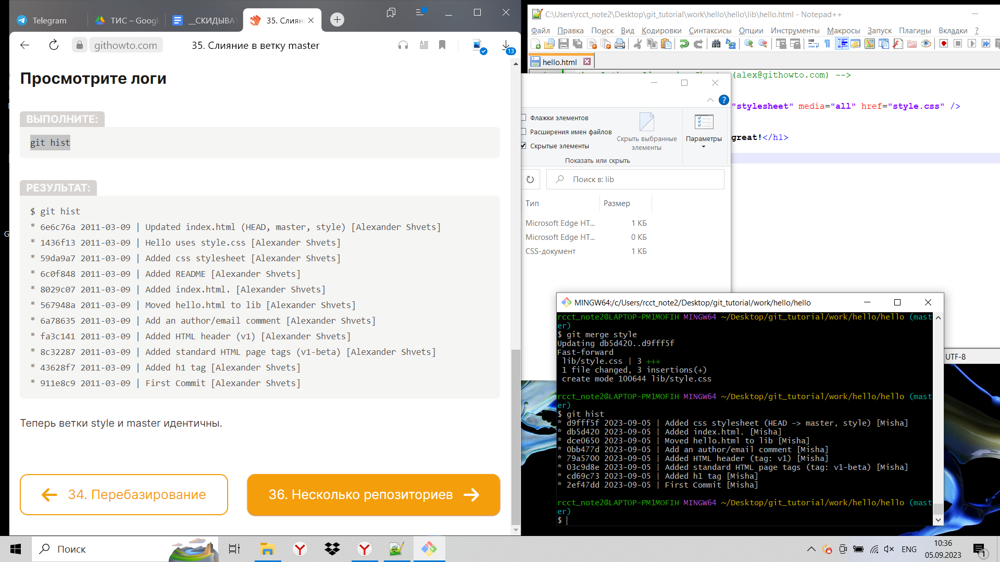 Telegram
ТИС – Goog
__СКИДЫВАТ
35. Слиян
githowto.com
35. Слияние в ветку master
13
Просмотрите логи
ВЫПОЛНИТЕ:
git hist
РЕЗУЛЬТАТ:
$ git hist
* 6e6c76a 2011-03-09 | Updated index.html (HEAD, master, style) [Alexander Shvets]
* 1436f13 2011-03-09 | Hello uses style.css [Alexander Shvets]
* 59da9a7 2011-03-09 | Added css stylesheet [Alexander Shvets]
* 6c0f848 2011-03-09 | Added README [Alexander Shvets]
* 8029c07 2011-03-09 | Added index.html. [Alexander Shvets]
* 567948a 2011-03-09 | Moved hello.html to lib [Alexander Shvets]
* 6a78635 2011-03-09 | Add an author/email comment [Alexander Shvets]
* fa3c141 2011-03-09 | Added HTML header (v1) [Alexander Shvets]
* 8c32287 2011-03-09 | Added standard HTML page tags (v1-beta) [Alexander Shvets]
* 43628f7 2011-03-09 | Added h1 tag [Alexander Shvets]
* 911e8c9 2011-03-09 | First Commit [Alexander Shvets]
Теперь ветки style и master идентичны.
34. Перебазирование
36. Несколько репозиториев
C:\Users\rcct_note2\Desktop\git_tutorial\work\hello\hello\lib\hello.html - Notepad++
Файл Правка Поиск Вид Кодировки Синтаксисы Опции Инструменты Макросы Запуск Плагины Вкладки ?
hello.html
(alex@githowto.com) -->
"stylesheet" media="all" href="style.css" />
great!</h1>
UTF-8
Флажки элементов
Расширения имен файлов
Скрытые элементы
Скрыть выбранные
элементы
Параметры
Показать или скрыть
Поиск в: lib
Тип Размер
Microsoft Edge HT... 1 КБ
Microsoft Edge HT... 0 КБ
CSS-документ 1 КБ
MINGW64:/c/Users/rcct_note2/Desktop/git_tutorial/work/hello/hello
rcct_note2@LAPTOP-PM1MOFIH MINGW64 ~/Desktop/git_tutorial/work/hello/hello (mast
er)
$ git merge style
Updating db5d420..d9fff5f
Fast-forward
lib/style.css | 3 +++
1 file changed, 3 insertions(+)
create mode 100644 lib/style.css
rcct_note2@LAPTOP-PM1MOFIH MINGW64 ~/Desktop/git_tutorial/work/hello/hello (mast
er)
$ git hist
* d9fff5f 2023-09-05 | Added css stylesheet (HEAD -> master, style) [Misha]
* db5d420 2023-09-05 | Added index.html. [Misha]
* dce0650 2023-09-05 | Moved hello.html to lib [Misha]
* 0bb477d 2023-09-05 | Add an author/email comment [Misha]
* 79a5700 2023-09-05 | Added HTML header (tag: v1) [Misha]
* 03c9d8e 2023-09-05 | Added standard HTML page tags (tag: v1-beta) [Misha]
* cd69c73 2023-09-05 | Added h1 tag [Misha]
* 2ef47dd 2023-09-05 | First Commit [Misha]
rcct_note2@LAPTOP-PM1MOFIH MINGW64 ~/Desktop/git_tutorial/work/hello/hello (mast
er)
$
Поиск
ENG
10:36
05.09.2023
1